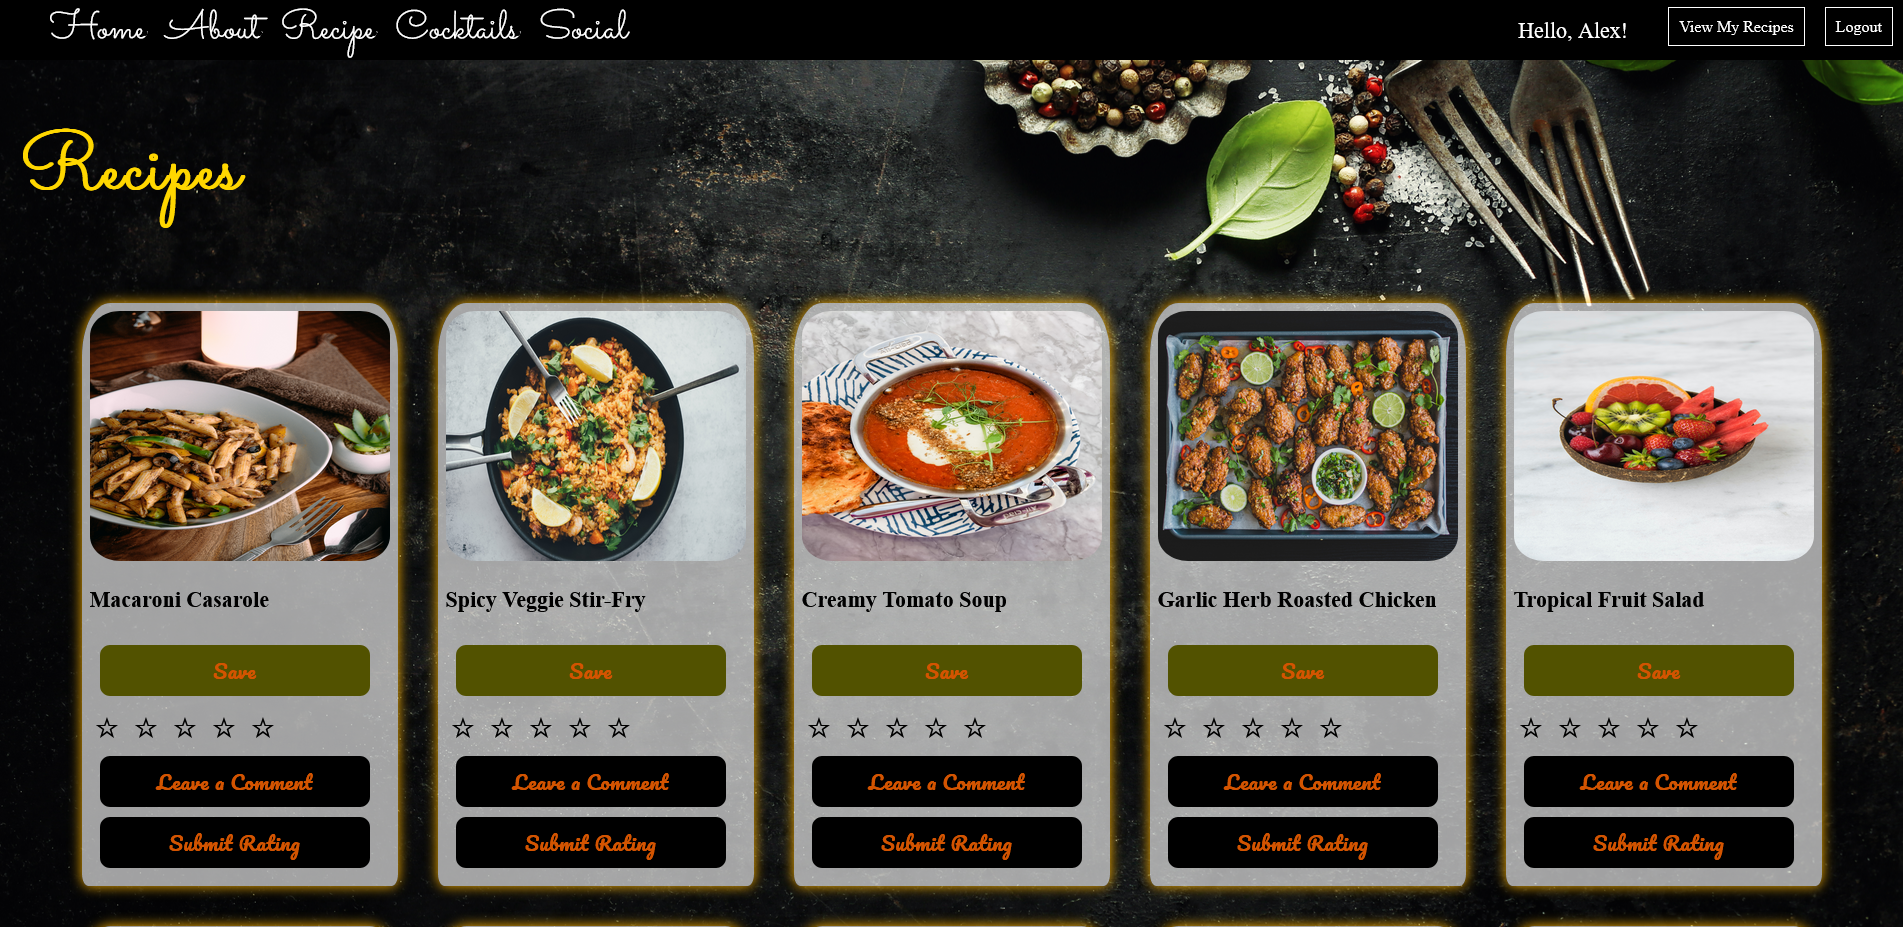 Home About Recipe Cocktails Social Hello, Alex! View My Recipes Logout
Recipes
Macaroni Casarole Spicy Veggie Stir-Fry Creamy Tomato Soup Garlic Herb Roasted Chicken Tropical Fruit Salad
Save Save Save Save Save
☆ ☆ ☆ ☆ ☆ ☆ ☆ ☆ ☆ ☆ ☆ ☆ ☆ ☆ ☆ ☆ ☆ ☆ ☆ ☆ ☆ ☆ ☆ ☆ ☆
Leave a Comment Leave a Comment Leave a Comment Leave a Comment Leave a Comment
Submit Rating Submit Rating Submit Rating Submit Rating Submit Rating